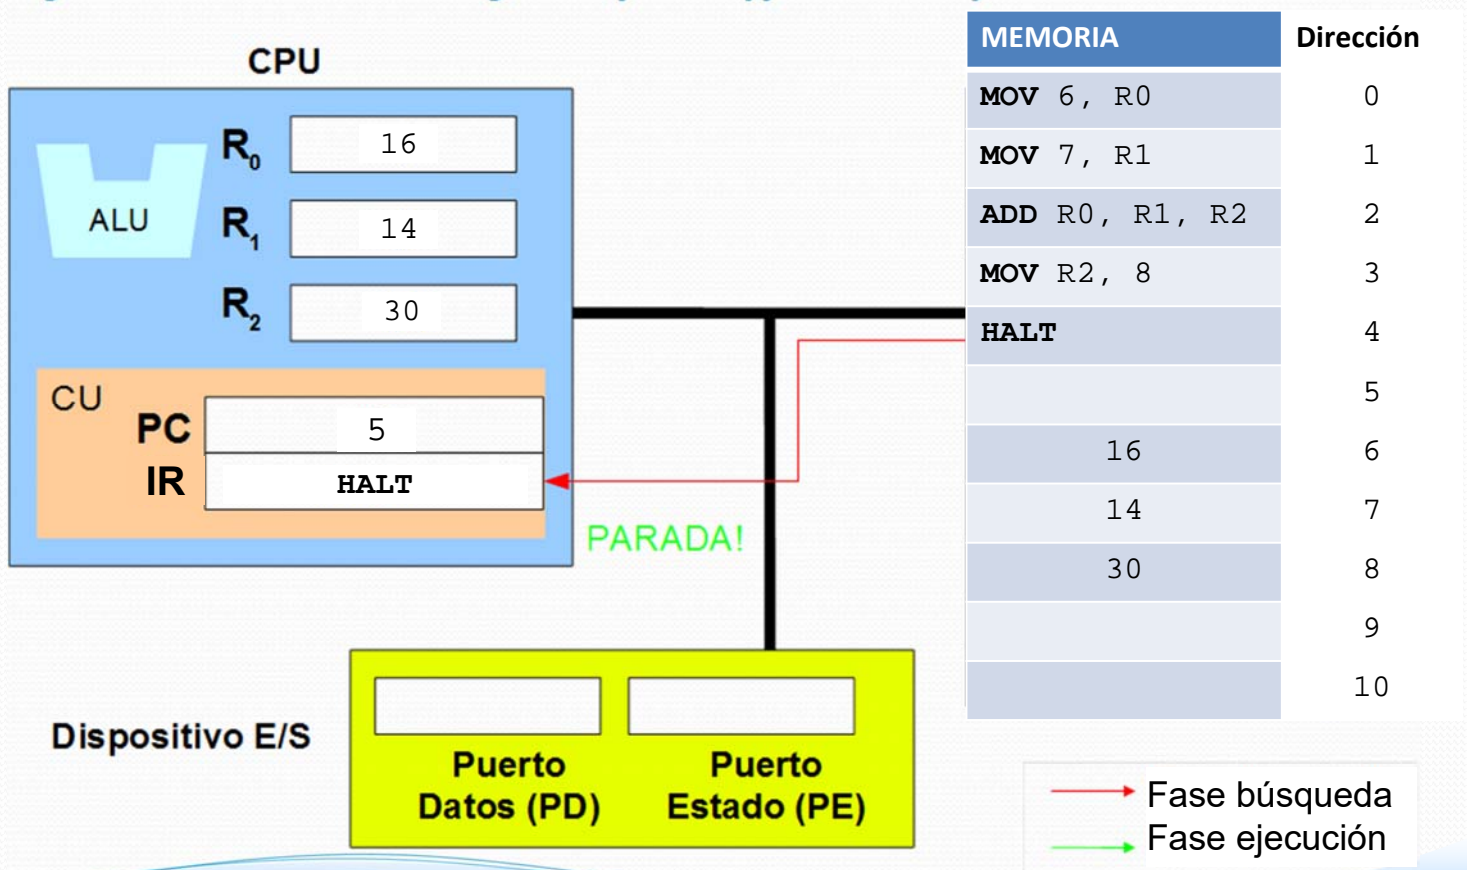 CPU
R0 16
ALU
R1 14
R2 30
CU
PC 5
IR HALT
PARADA!
MEMORIA Dirección
MOV 6, R0 0
MOV 7, R1 1
ADD R0, R1, R2 2
MOV R2, 8 3
HALT 4
5
16 6
14 7
30 8
9
10
Dispositivo E/S
Puerto
Datos (PD)
Puerto
Estado (PE)
Fase búsqueda
Fase ejecución